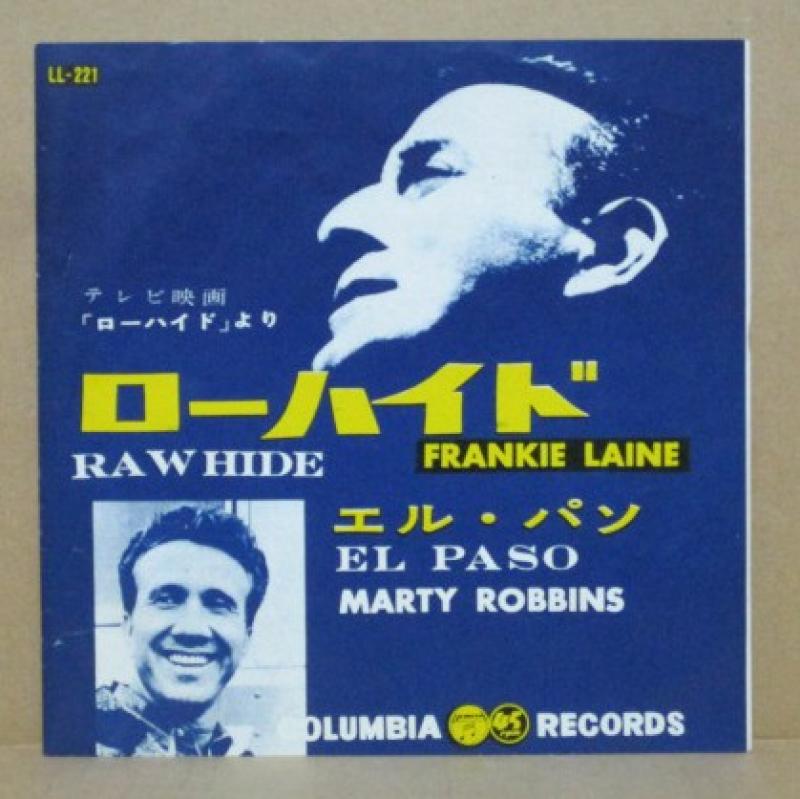 LL-221
テレビ映画
「ローハイド」より
ローハイド
RAWHIDE
FRANKIE LAINE
エル・パソ
EL PASO
MARTY ROBBINS
COLUMBIA 45 RECORDS